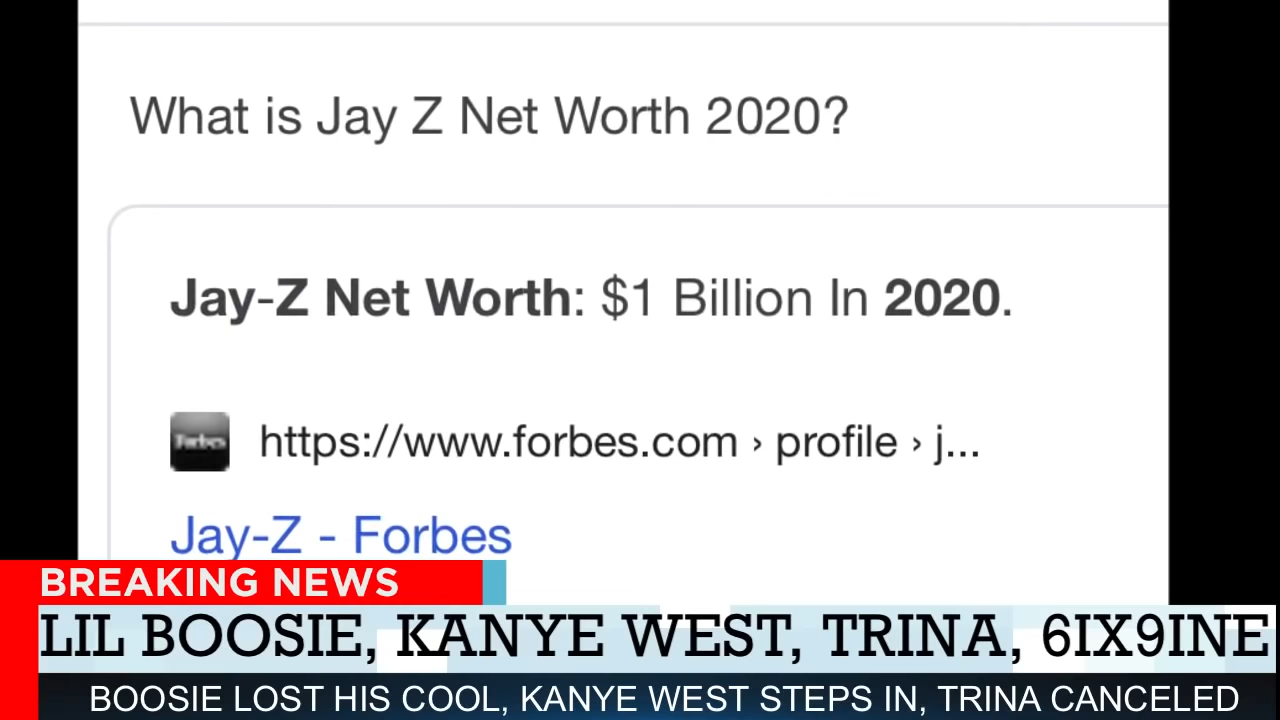 What is Jay Z Net Worth 2020?
Jay-Z Net Worth: $1 Billion In 2020.
Forbes
https://www.forbes.com › profile › j...
Jay-Z - Forbes
BREAKING NEWS
LIL BOOSIE, KANYE WEST, TRINA, 6IX9INE
BOOSIE LOST HIS COOL, KANYE WEST STEPS IN, TRINA CANCELED